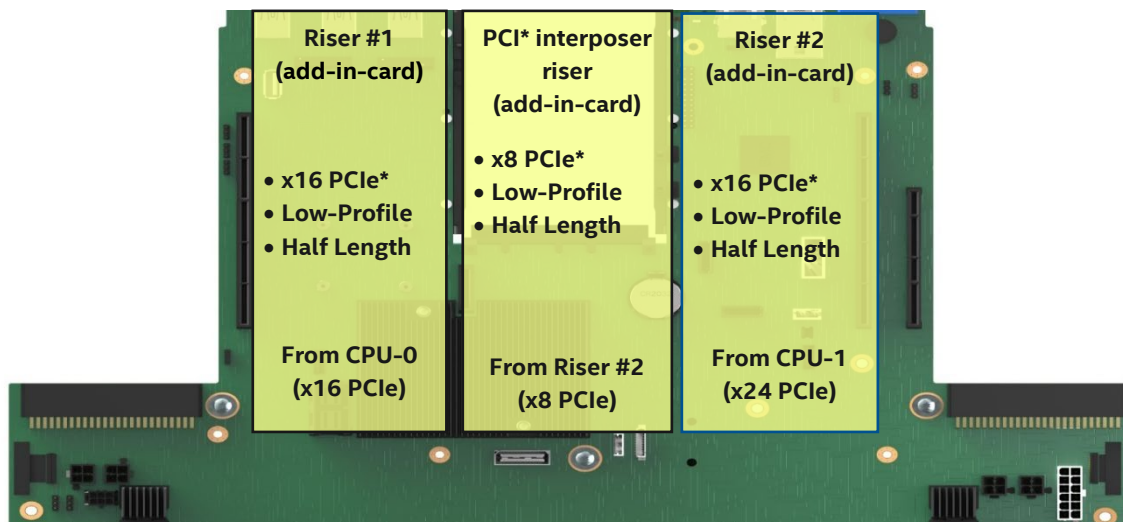 Riser #1
(add-in-card)
• x16 PCIe*
• Low-Profile
• Half Length
From CPU-0
(x16 PCIe)
PCI* interposer
riser
(add-in-card)
• x8 PCIe*
• Low-Profile
• Half Length
From Riser #2
(x8 PCIe)
Riser #2
(add-in-card)
• x16 PCIe*
• Low-Profile
• Half Length
From CPU-1
(x24 PCIe)